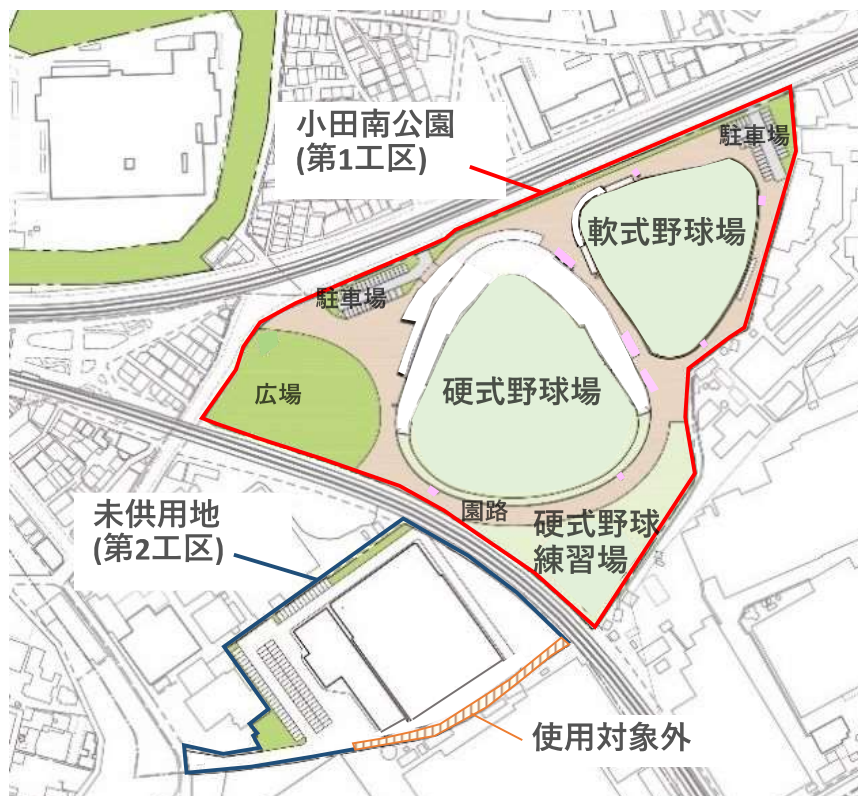 小田南公園
(第1工区)
駐車場
軟式野球場
駐車場
広場
硬式野球場
園路
硬式野球
練習場
未供用地
(第2工区)
使用対象外